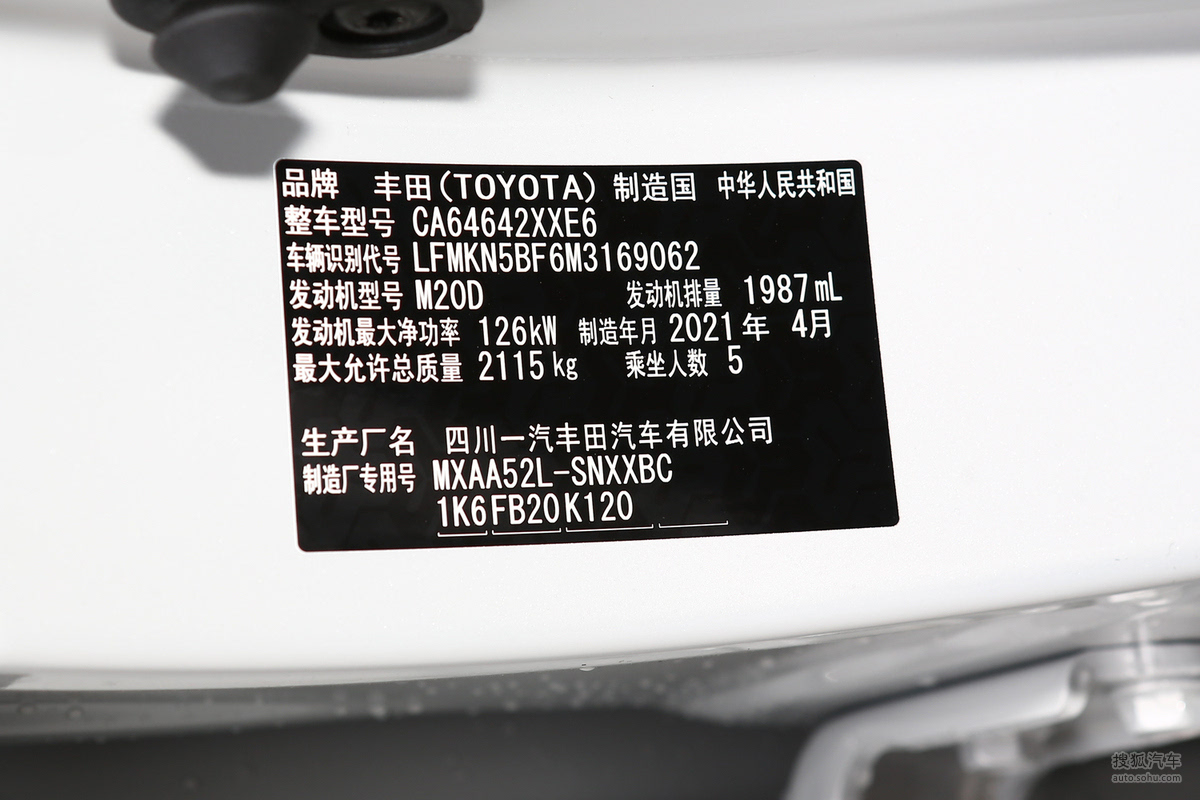 品牌 丰田(TOYOTA) 制造国 中华人民共和国
整车型号 CA64642XXE6
车辆识别代号 LFMKN5BF6M3169062
发动机型号 M20D 发动机排量 1987mL
发动机最大净功率 126kW 制造年月 2021年 4月
最大允许总质量 2115kg 乘坐人数 5
生产厂名 四川一汽丰田汽车有限公司
制造厂专用号 MXAA52L-SNXXBC
1K6FB20K120
搜狐汽车
auto.sohu.com